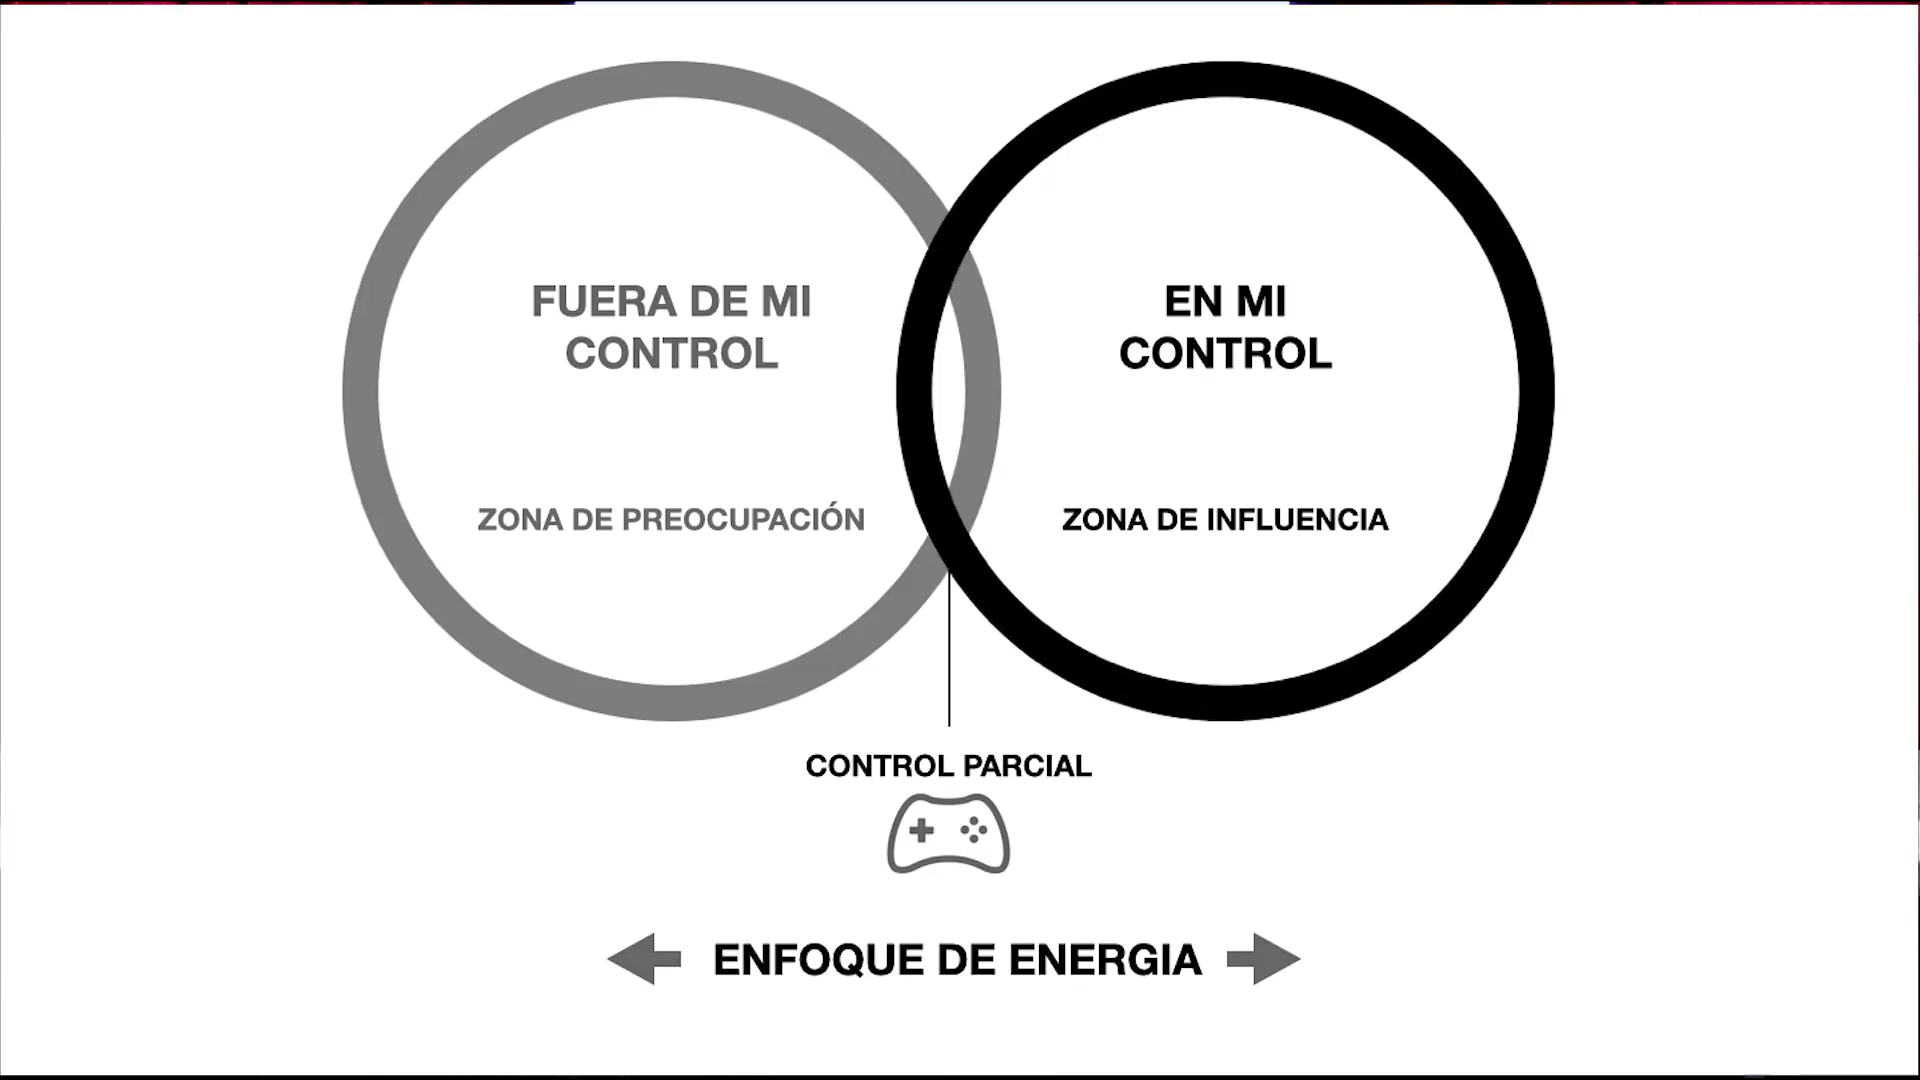 FUERA DE MI
CONTROL
ZONA DE PREOCUPACIÓN
EN MI
CONTROL
ZONA DE INFLUENCIA
CONTROL PARCIAL
ENFOQUE DE ENERGIA